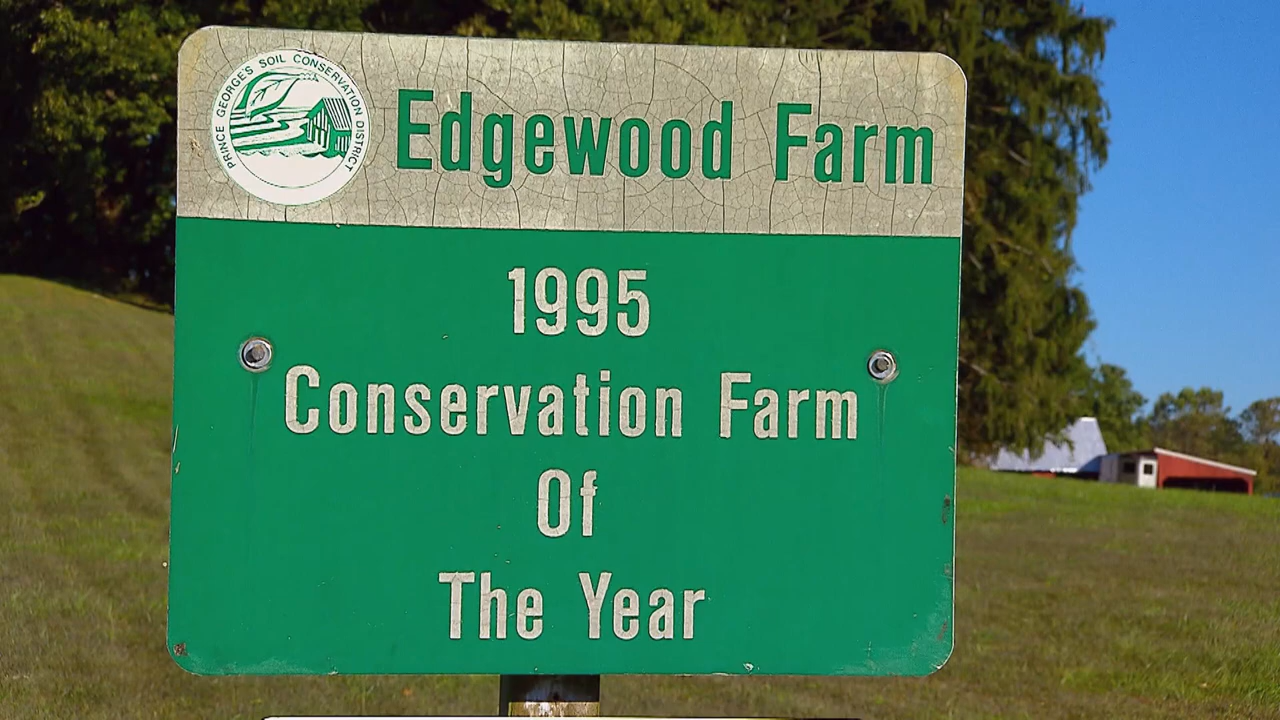 PRINCE GEORGES SOIL CONSERVATION DISTRICT
Edgewood Farm
1995
Conservation Farm
Of
The Year